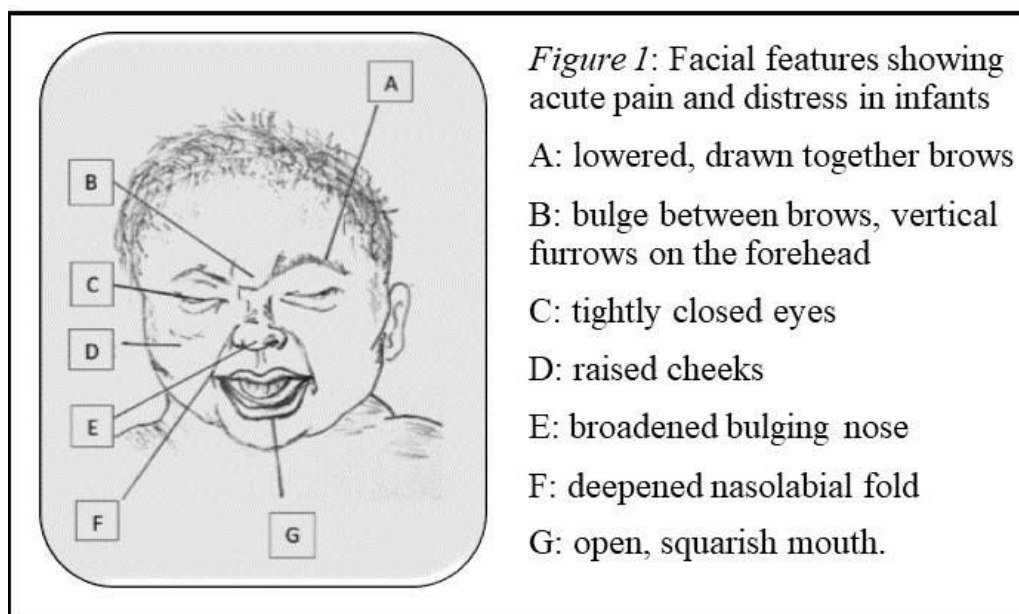 A
B
C
D
E
F
G
Figure 1: Facial features showing
acute pain and distress in infants
A: lowered, drawn together brows
B: bulge between brows, vertical
furrows on the forehead
C: tightly closed eyes
D: raised cheeks
E: broadened bulging nose
F: deepened nasolabial fold
G: open, squarish mouth.